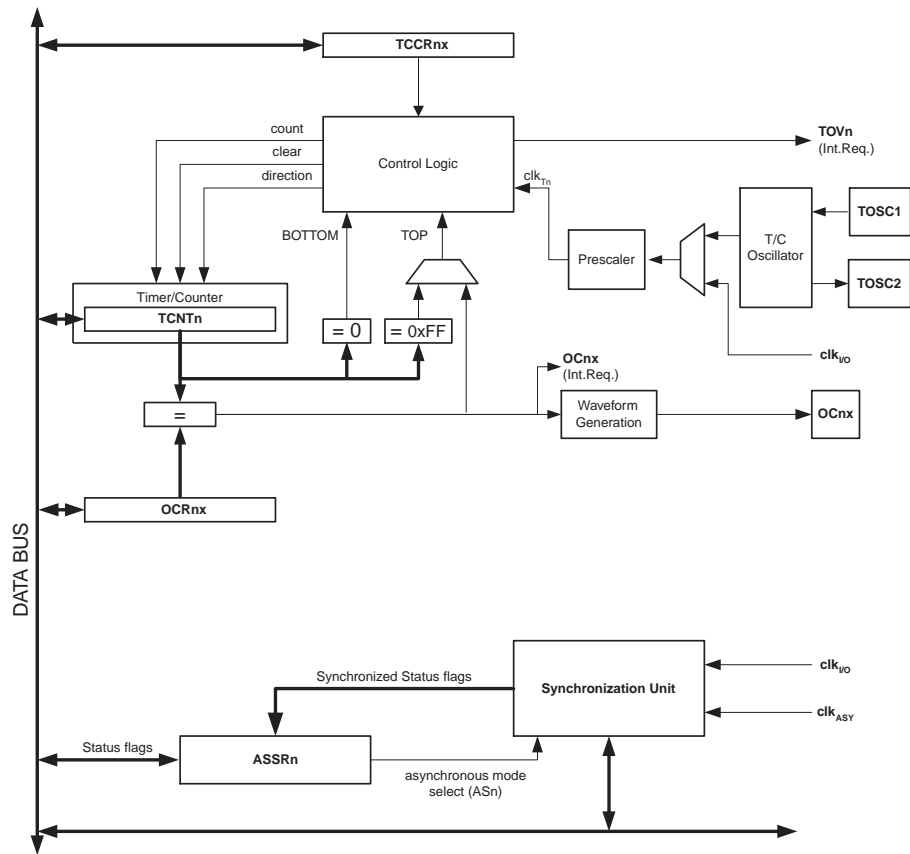 TCCRnx
count
clear
direction
Control Logic
TOVn
(Int.Req.)
clkTn
BOTTOM
TOP
Prescaler
T/C
Oscillator
TOSC1
TOSC2
Timer/Counter
TCNTn
= 0
= 0xFF
clkI/O
OCnx
(Int.Req.)
=
Waveform
Generation
OCnx
OCRnx
DATA BUS
Synchronized Status flags
Synchronization Unit
clkI/O
clkASY
Status flags
ASSRn
asynchronous mode
select (ASn)